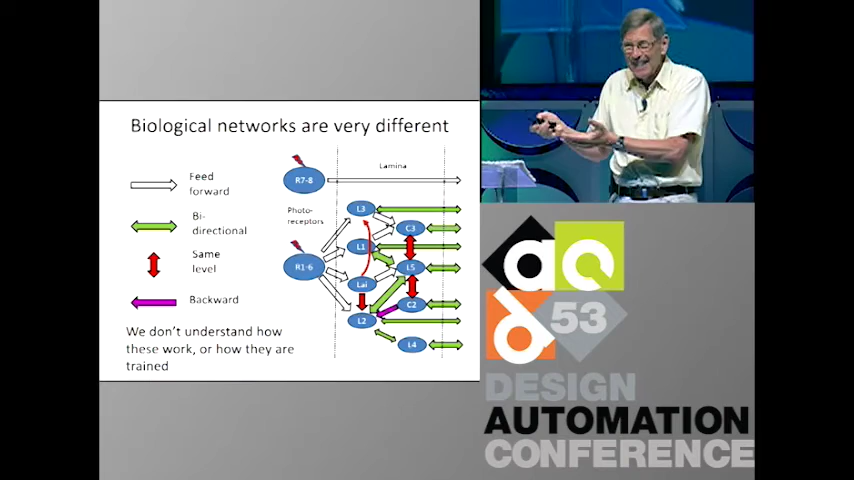 Biological networks are very different
Feed
forward
Bi-
directional
Same
level
Backward
We don't understand how
these work, or how they are
trained
Lamina
R7-8
Photo-
receptors
R1-6
L3
C3
L1
L5
Lai
C2
L2
L4
dac
53
DESIGN
AUTOMATION
CONFERENCE